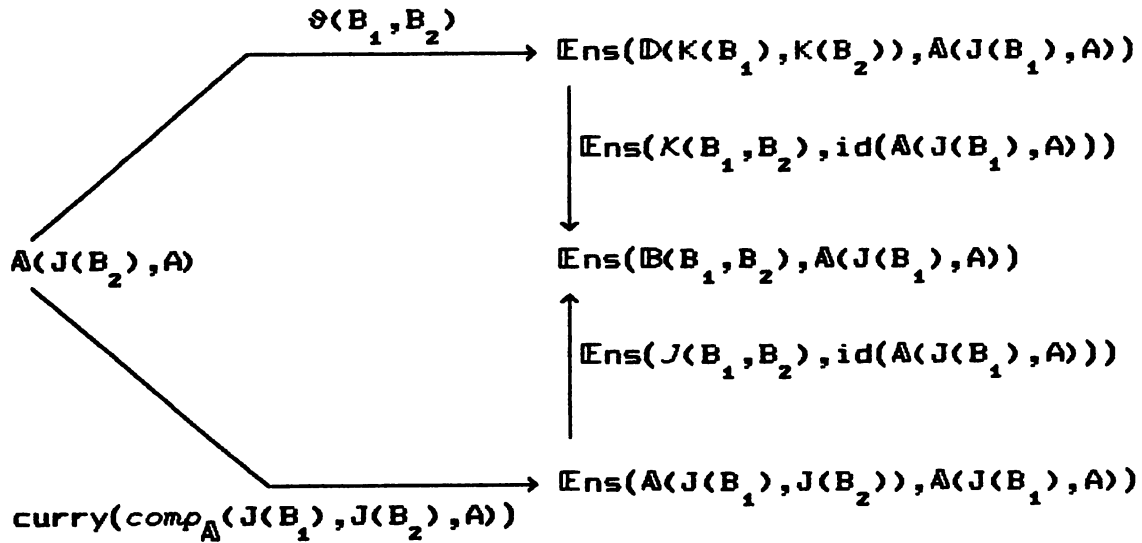 ϑ(B₁,B₂)
𝔼ns(𝔻(K(B₁),K(B₂)),𝔸(J(B₁),A))
𝔼ns(K(B₁,B₂),id(𝔸(J(B₁),A)))
𝔸(J(B₂),A)
𝔼ns(𝔹(B₁,B₂),𝔸(J(B₁),A))
𝔼ns(J(B₁,B₂),id(𝔸(J(B₁),A)))
𝔼ns(𝔸(J(B₁),J(B₂)),𝔸(J(B₁),A))
curry(comp_𝔸(J(B₁),J(B₂),A))